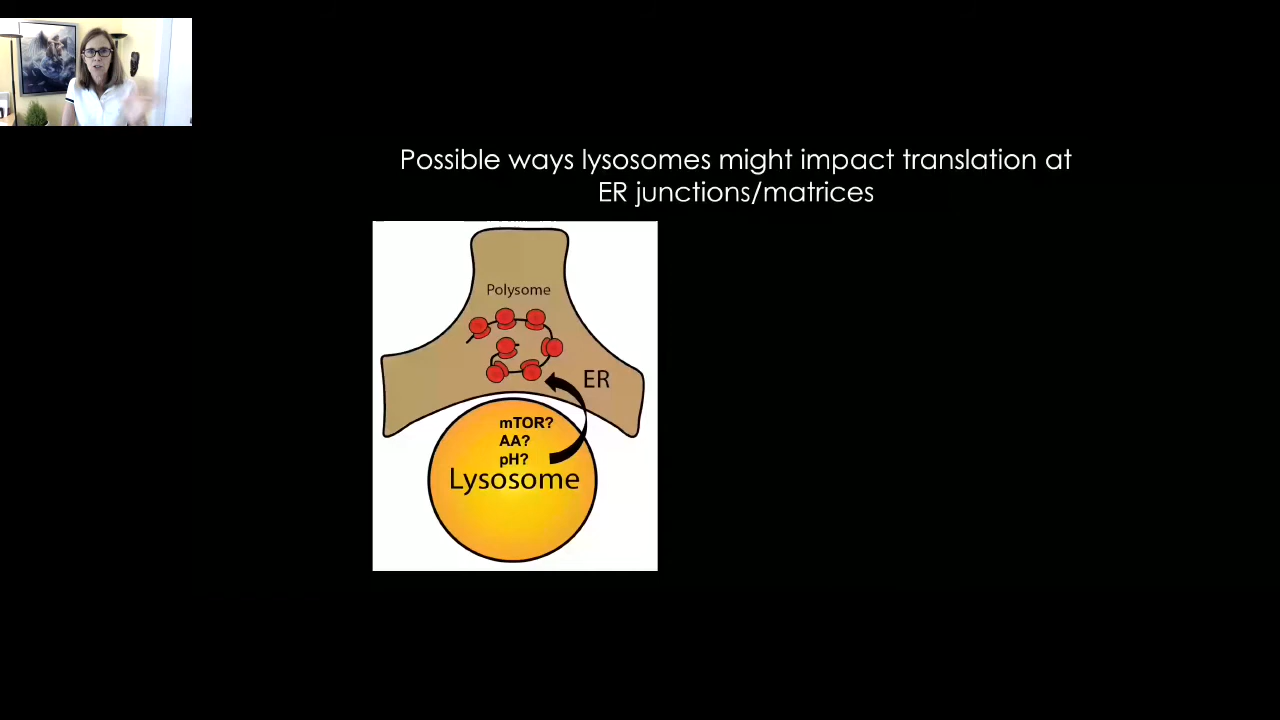 Possible ways lysosomes might impact translation at
ER junctions/matrices
Polysome
ER
mTOR?
AA?
pH?
Lysosome